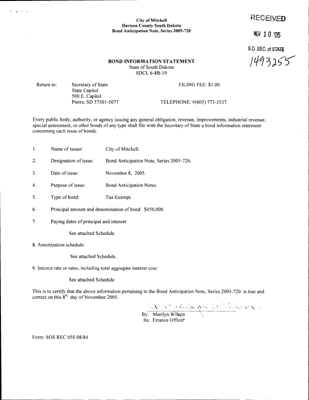 City of Mitchell
Davison County South Dakota
Bond Anticipation Note, Series 2005-720
RECEIVED
NOV 10 '05
S.D. SEC. of STATE
1493255
BOND INFORMATION STATEMENT
State of South Dakota
SDCL 6-8B-19
Return to: Secretary of State FILING FEE: $1.00
State Capitol
500 E. Capitol
Pierre, SD 57501-5077 TELEPHONE: #(605) 773-3537
Every public body, authority, or agency issuing any general obligation, revenue, improvements, industrial revenue,
special assessment, or other bonds of any type shall file with the Secretary of State a bond information statement
concerning each issue of bonds.
1. Name of issuer: City of Mitchell.
2. Designation of issue: Bond Anticipation Note, Series 2005-720.
3. Date of issue: November 8, 2005.
4. Purpose of issue: Bond Anticipation Notes
5. Type of bond: Tax Exempt.
6. Principal amount and denomination of bond: $450,000.
7. Paying dates of principal and interest:
See attached Schedule.
8. Amortization schedule:
See attached Schedule.
9. Interest rate or rates, including total aggregate interest cost:
See attached Schedule.
This is to certify that the above information pertaining to the Bond Anticipation Note, Series 2005-720 is true and
correct on this 8th day of November 2005.
By: Marilyn Wilson
Its: Finance Officer
Form: SOS REC 050 08/84